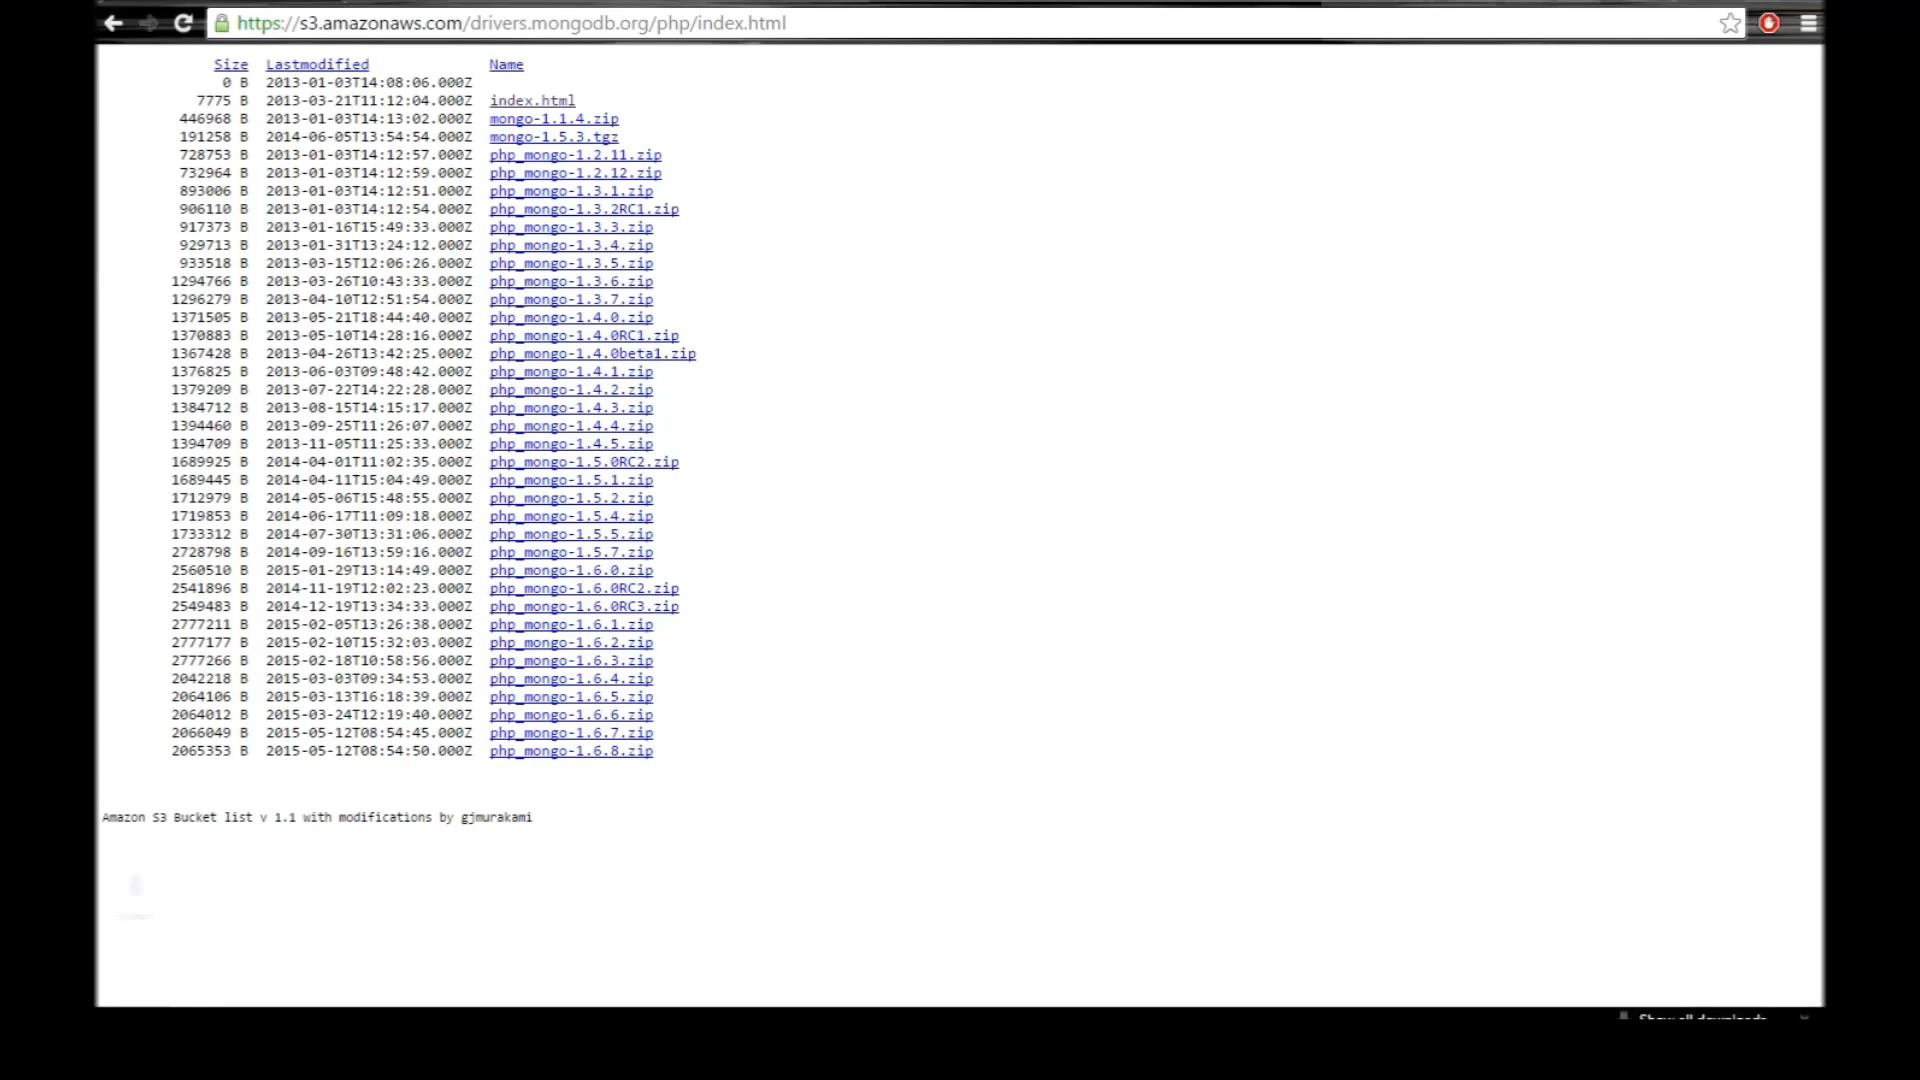 https://s3.amazonaws.com/drivers.mongodb.org/php/index.html
Size Lastmodified Name
0 B 2013-01-03T14:08:06.000Z
7775 B 2013-03-21T11:12:04.000Z index.html
446968 B 2013-01-03T14:13:02.000Z mongo-1.1.4.zip
191258 B 2014-06-05T13:54:54.000Z mongo-1.5.3.tgz
728753 B 2013-01-03T14:12:57.000Z php_mongo-1.2.11.zip
732964 B 2013-01-03T14:12:59.000Z php_mongo-1.2.12.zip
893006 B 2013-01-03T14:12:51.000Z php_mongo-1.3.1.zip
906110 B 2013-01-03T14:12:54.000Z php_mongo-1.3.2RC1.zip
917373 B 2013-01-16T15:49:33.000Z php_mongo-1.3.3.zip
929713 B 2013-01-31T13:24:12.000Z php_mongo-1.3.4.zip
933518 B 2013-03-15T12:06:26.000Z php_mongo-1.3.5.zip
1294766 B 2013-03-26T10:43:33.000Z php_mongo-1.3.6.zip
1296279 B 2013-04-10T12:51:54.000Z php_mongo-1.3.7.zip
1371505 B 2013-05-21T18:44:40.000Z php_mongo-1.4.0.zip
1370883 B 2013-05-10T14:28:16.000Z php_mongo-1.4.0RC1.zip
1367428 B 2013-04-26T13:42:25.000Z php_mongo-1.4.0beta1.zip
1376825 B 2013-06-03T09:48:42.000Z php_mongo-1.4.1.zip
1379209 B 2013-07-22T14:22:28.000Z php_mongo-1.4.2.zip
1384712 B 2013-08-15T14:15:17.000Z php_mongo-1.4.3.zip
1394460 B 2013-09-25T11:26:07.000Z php_mongo-1.4.4.zip
1394709 B 2013-11-05T11:25:33.000Z php_mongo-1.4.5.zip
1689925 B 2014-04-01T11:02:35.000Z php_mongo-1.5.0RC2.zip
1689445 B 2014-04-11T15:04:49.000Z php_mongo-1.5.1.zip
1712979 B 2014-05-06T15:48:55.000Z php_mongo-1.5.2.zip
1719853 B 2014-06-17T11:09:18.000Z php_mongo-1.5.4.zip
1733312 B 2014-07-30T13:31:06.000Z php_mongo-1.5.5.zip
2728798 B 2014-09-16T13:59:16.000Z php_mongo-1.5.7.zip
2560510 B 2015-01-29T13:14:49.000Z php_mongo-1.6.0.zip
2541896 B 2014-11-19T12:02:23.000Z php_mongo-1.6.0RC2.zip
2549483 B 2014-12-19T13:34:33.000Z php_mongo-1.6.0RC3.zip
2777211 B 2015-02-05T13:26:38.000Z php_mongo-1.6.1.zip
2777177 B 2015-02-10T15:32:03.000Z php_mongo-1.6.2.zip
2777266 B 2015-02-18T10:58:56.000Z php_mongo-1.6.3.zip
2042218 B 2015-03-03T09:34:53.000Z php_mongo-1.6.4.zip
2064106 B 2015-03-13T16:18:39.000Z php_mongo-1.6.5.zip
2064012 B 2015-03-24T12:19:40.000Z php_mongo-1.6.6.zip
2066049 B 2015-05-12T08:54:45.000Z php_mongo-1.6.7.zip
2065353 B 2015-05-12T08:54:50.000Z php_mongo-1.6.8.zip
Amazon S3 Bucket list v 1.1 with modifications by gjmurakami
Show all downloads